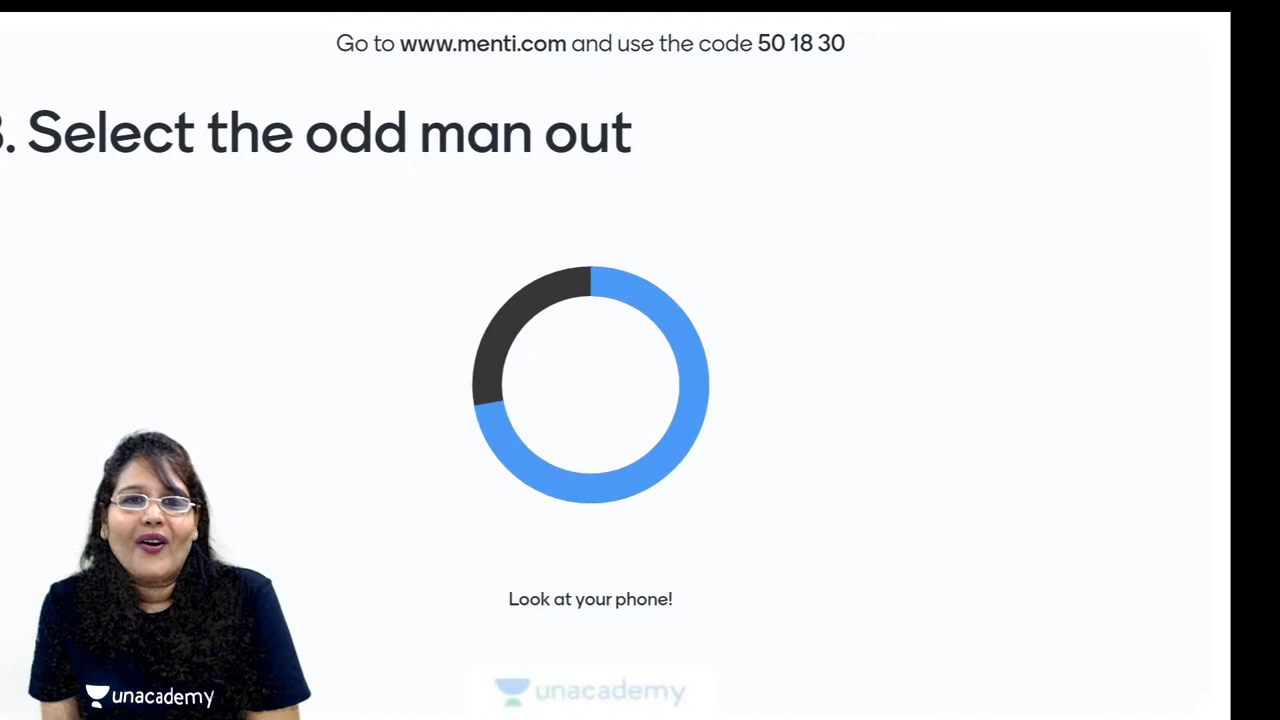 Go to www.menti.com and use the code 50 18 30
3. Select the odd man out
Look at your phone!
unacademy
unacademy